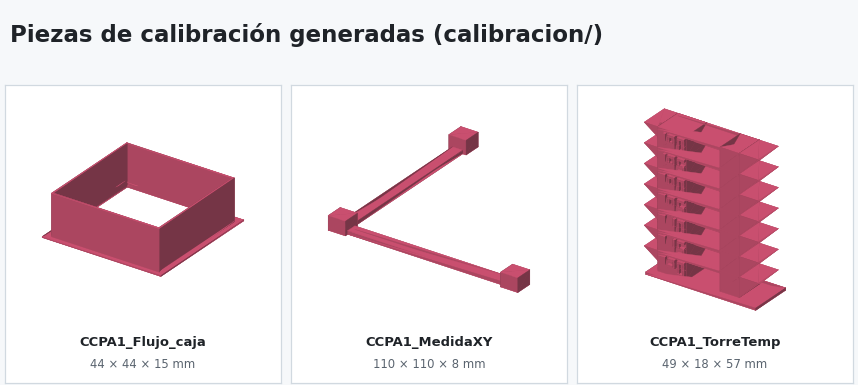 Piezas de calibración generadas (calibracion/)
CCPA1_Flujo_caja
44 × 44 × 15 mm
CCPA1_MedidaXY
110 × 110 × 8 mm
CCPA1_TorreTemp
49 × 18 × 57 mm